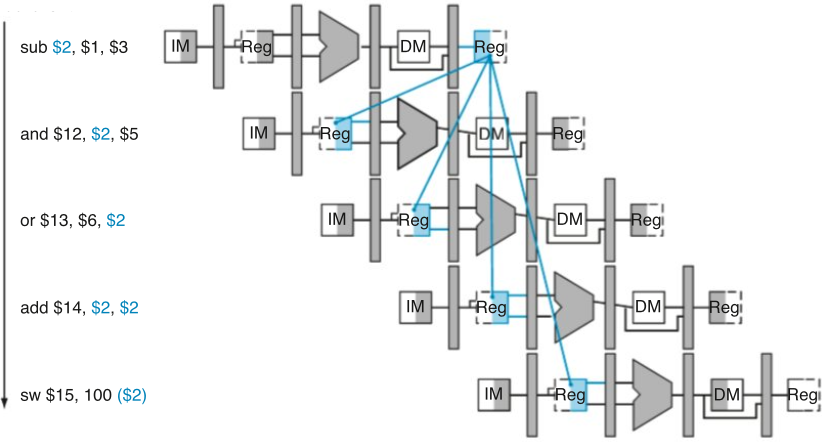 sub $2, $1, $3 IM Reg DM Reg
and $12, $2, $5 IM Reg DM Reg
or $13, $6, $2 IM Reg DM Reg
add $14, $2, $2 IM Reg DM Reg
sw $15, 100 ($2) IM Reg DM Reg